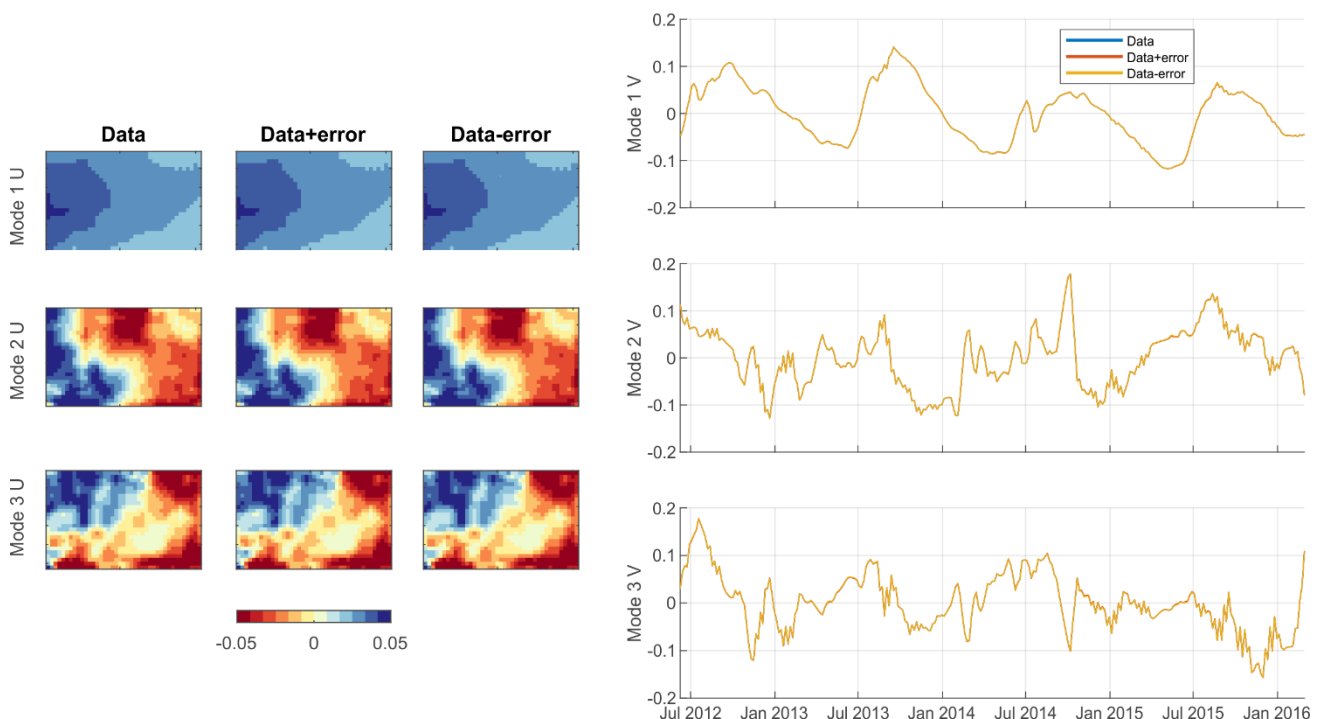 Data Data+error Data-error
Mode 1 U
Mode 2 U
Mode 3 U
-0.05 0 0.05
0.2
0.1
0
-0.1
-0.2
Mode 1 V
Data
Data+error
Data-error
0.2
0.1
0
-0.1
-0.2
Mode 2 V
0.2
0.1
0
-0.1
-0.2
Mode 3 V
Jul 2012 Jan 2013 Jul 2013 Jan 2014 Jul 2014 Jan 2015 Jul 2015 Jan 2016